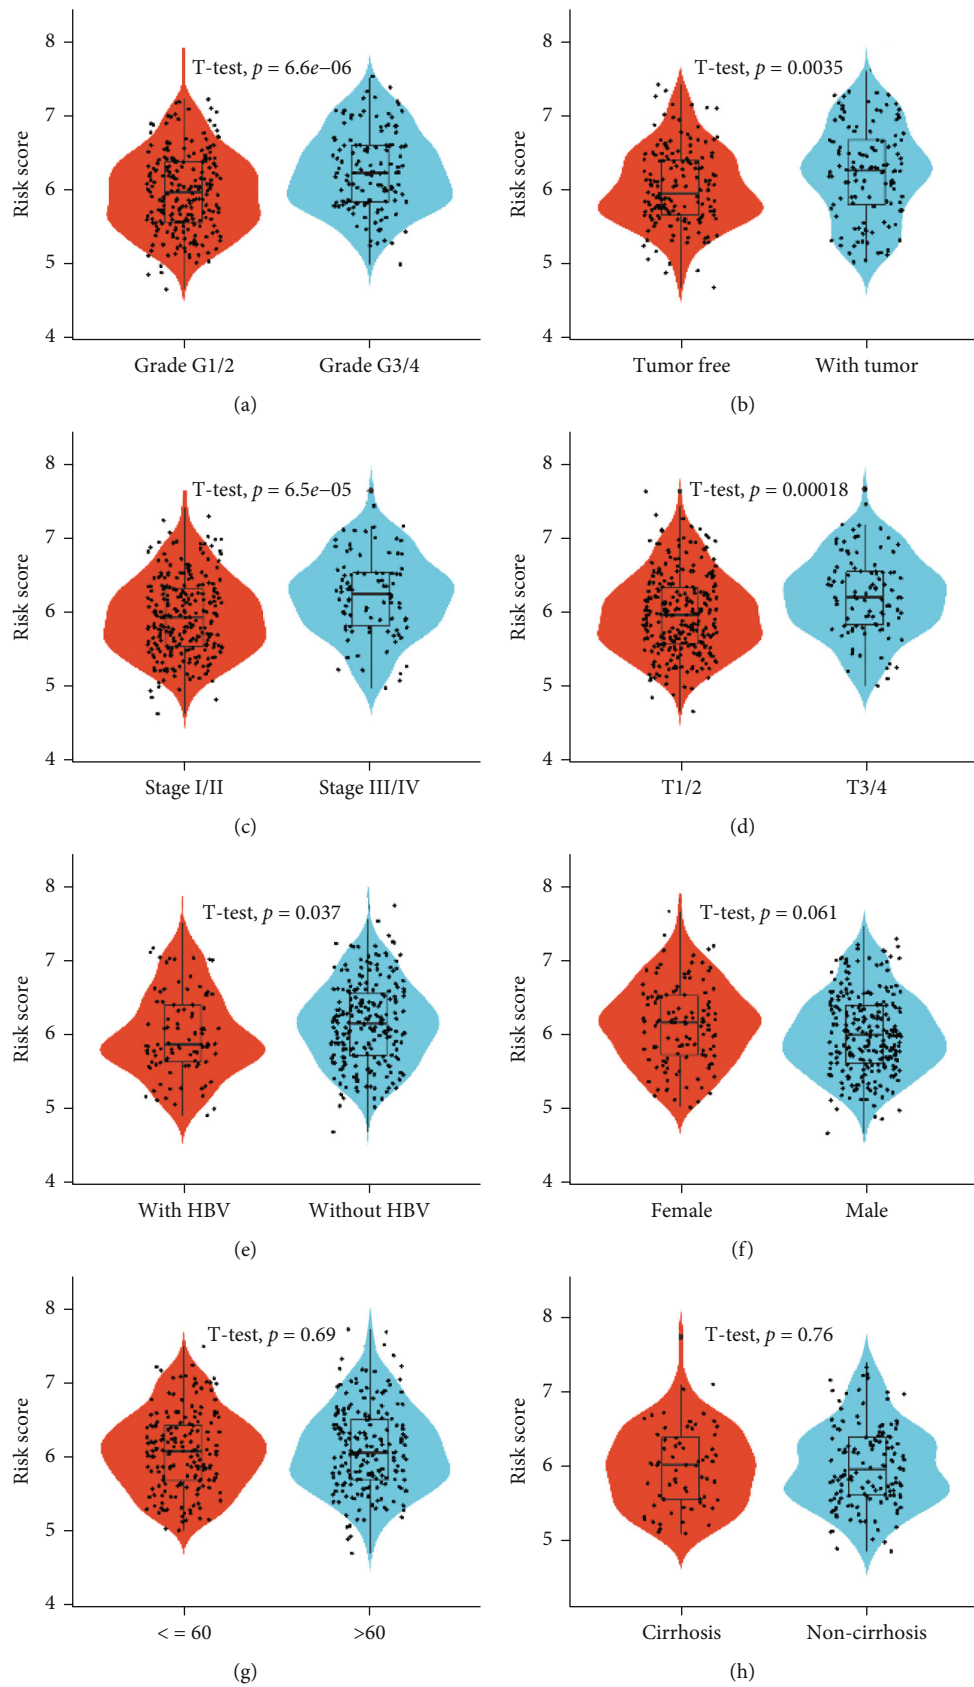 8
7
6
5
4
Risk score
T-test, p = 6.6e−06
Grade G1/2
Grade G3/4
(a)
8
7
6
5
4
Risk score
T-test, p = 0.0035
Tumor free
With tumor
(b)
8
7
6
5
4
Risk score
T-test, p = 6.5e−05
Stage I/II
Stage III/IV
(c)
8
7
6
5
4
Risk score
T-test, p = 0.00018
T1/2
T3/4
(d)
8
7
6
5
4
Risk score
T-test, p = 0.037
With HBV
Without HBV
(e)
8
7
6
5
4
Risk score
T-test, p = 0.061
Female
Male
(f)
8
7
6
5
4
Risk score
T-test, p = 0.69
< = 60
>60
(g)
8
7
6
5
Risk score
T-test, p = 0.76
Cirrhosis
Non-cirrhosis
(h)